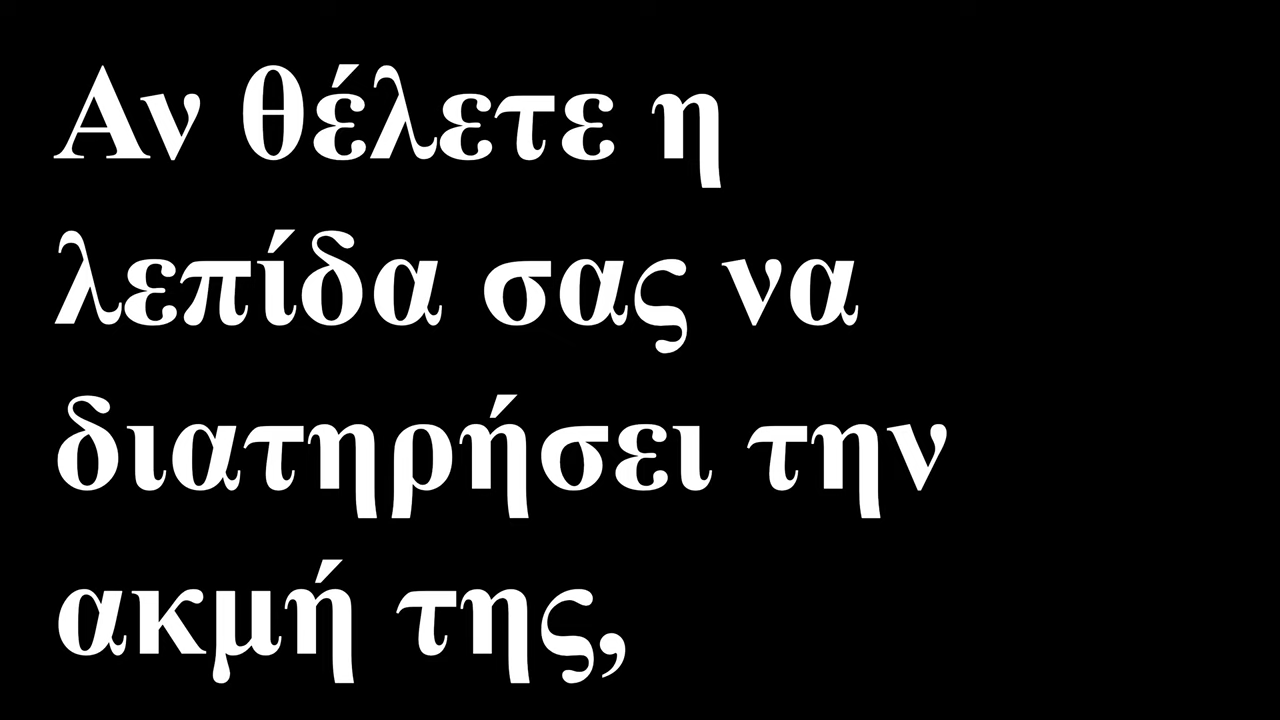 Αν θέλετε η
λεπίδα σας να
διατηρήσει την
ακμή της,